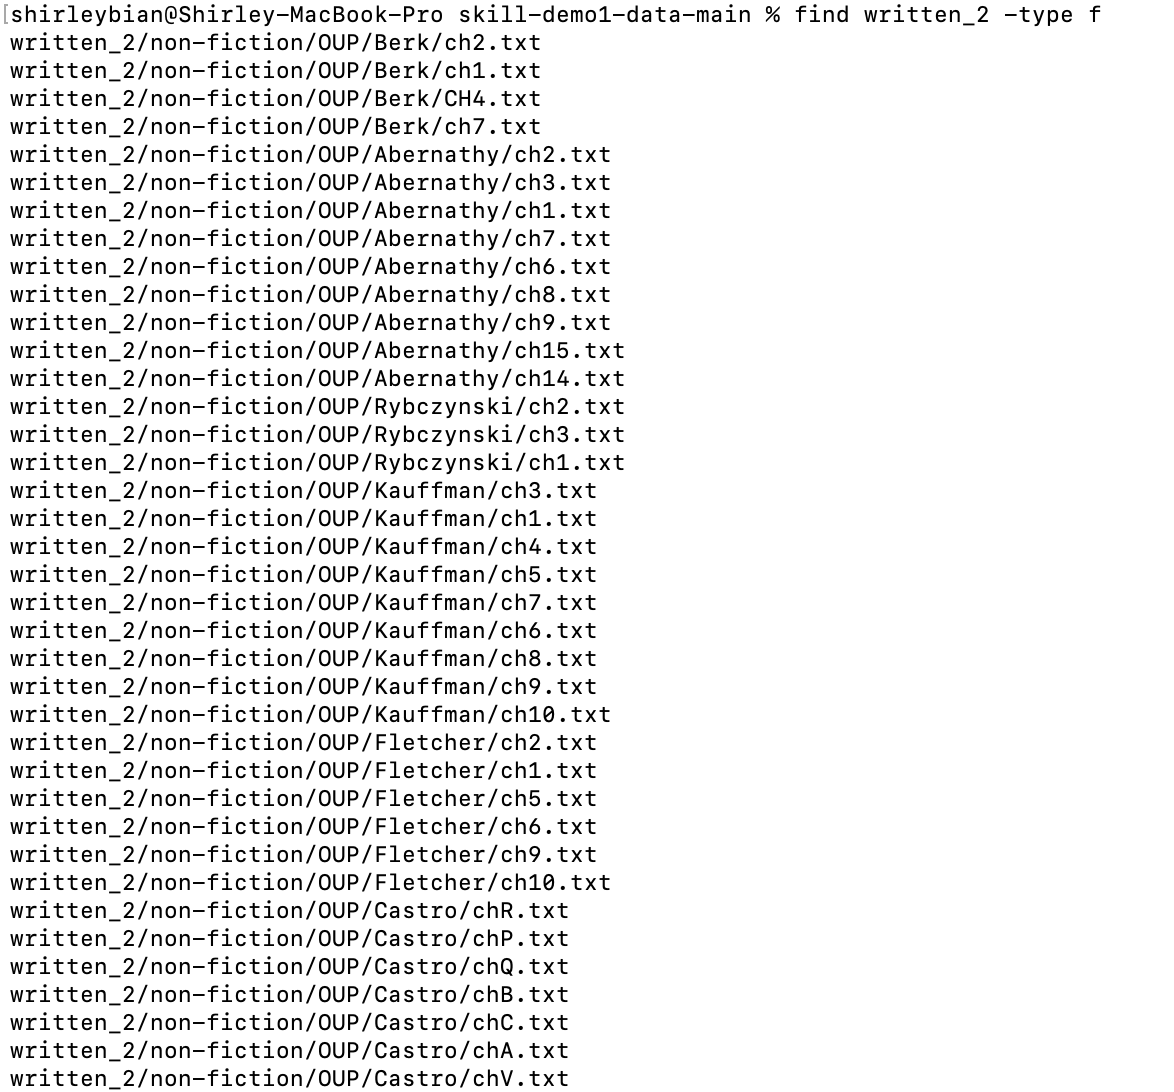 [shirleybian@Shirley-MacBook-Pro skill-demo1-data-main % find written_2 -type f
written_2/non-fiction/OUP/Berk/ch2.txt
written_2/non-fiction/OUP/Berk/ch1.txt
written_2/non-fiction/OUP/Berk/CH4.txt
written_2/non-fiction/OUP/Berk/ch7.txt
written_2/non-fiction/OUP/Abernathy/ch2.txt
written_2/non-fiction/OUP/Abernathy/ch3.txt
written_2/non-fiction/OUP/Abernathy/ch1.txt
written_2/non-fiction/OUP/Abernathy/ch7.txt
written_2/non-fiction/OUP/Abernathy/ch6.txt
written_2/non-fiction/OUP/Abernathy/ch8.txt
written_2/non-fiction/OUP/Abernathy/ch9.txt
written_2/non-fiction/OUP/Abernathy/ch15.txt
written_2/non-fiction/OUP/Abernathy/ch14.txt
written_2/non-fiction/OUP/Rybczynski/ch2.txt
written_2/non-fiction/OUP/Rybczynski/ch3.txt
written_2/non-fiction/OUP/Rybczynski/ch1.txt
written_2/non-fiction/OUP/Kauffman/ch3.txt
written_2/non-fiction/OUP/Kauffman/ch1.txt
written_2/non-fiction/OUP/Kauffman/ch4.txt
written_2/non-fiction/OUP/Kauffman/ch5.txt
written_2/non-fiction/OUP/Kauffman/ch7.txt
written_2/non-fiction/OUP/Kauffman/ch6.txt
written_2/non-fiction/OUP/Kauffman/ch8.txt
written_2/non-fiction/OUP/Kauffman/ch9.txt
written_2/non-fiction/OUP/Kauffman/ch10.txt
written_2/non-fiction/OUP/Fletcher/ch2.txt
written_2/non-fiction/OUP/Fletcher/ch1.txt
written_2/non-fiction/OUP/Fletcher/ch5.txt
written_2/non-fiction/OUP/Fletcher/ch6.txt
written_2/non-fiction/OUP/Fletcher/ch9.txt
written_2/non-fiction/OUP/Fletcher/ch10.txt
written_2/non-fiction/OUP/Castro/chR.txt
written_2/non-fiction/OUP/Castro/chP.txt
written_2/non-fiction/OUP/Castro/chQ.txt
written_2/non-fiction/OUP/Castro/chB.txt
written_2/non-fiction/OUP/Castro/chC.txt
written_2/non-fiction/OUP/Castro/chA.txt
written_2/non-fiction/OUP/Castro/chV.txt